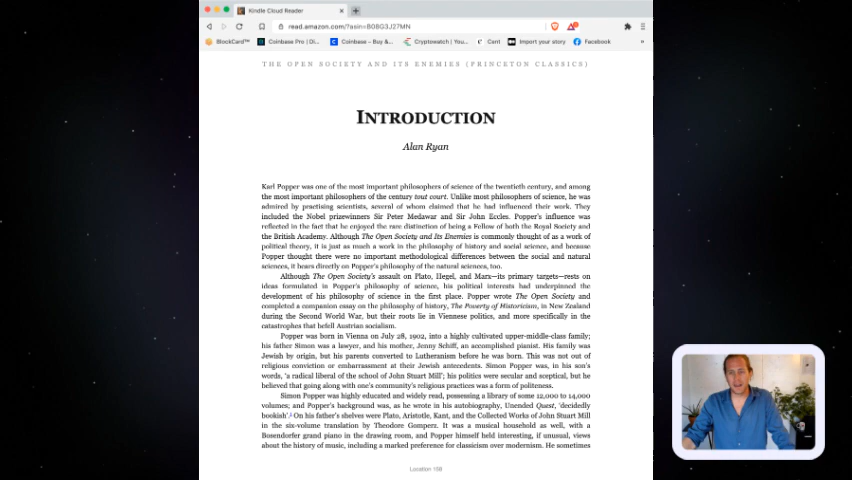 Kindle Cloud Reader
read.amazon.com/?asin=B08G3J27MN
BlockCard™ Coinbase Pro | Di... Coinbase – Buy &... Cryptowatch | You... Cent Import your story Facebook »
THE OPEN SOCIETY AND ITS ENEMIES (PRINCETON CLASSICS)
INTRODUCTION
Alan Ryan
Karl Popper was one of the most important philosophers of science of the twentieth century, and among
the most important philosophers of the century tout court. Unlike most philosophers of science, he was
admired by practising scientists, several of whom claimed that he had influenced their work. They
included the Nobel prizewinners Sir Peter Medawar and Sir John Eccles. Popper's influence was
reflected in the fact that he enjoyed the rare distinction of being a Fellow of both the Royal Society and
the British Academy. Although The Open Society and Its Enemies is commonly thought of as a work of
political theory, it is just as much a work in the philosophy of history and social science, and because
Popper thought there were no important methodological differences between the social and natural
sciences, it bears directly on Popper's philosophy of the natural sciences, too.
Although The Open Society's assault on Plato, Hegel, and Marx—its primary targets—rests on
ideas formulated in Popper's philosophy of science, his political interests had underpinned the
development of his philosophy of science in the first place. Popper wrote The Open Society and
completed a companion essay on the philosophy of history, The Poverty of Historicism, in New Zealand
during the Second World War, but their roots lie in Viennese politics, and more specifically in the
catastrophes that befell Austrian socialism.
Popper was born in Vienna on July 28, 1902, into a highly cultivated upper-middle-class family;
his father Simon was a lawyer, and his mother, Jenny Schiff, an accomplished pianist. His family was
Jewish by origin, but his parents converted to Lutheranism before he was born. This was not out of
religious conviction or embarrassment at their Jewish antecedents. Simon Popper was, in his son's
words, 'a radical liberal of the school of John Stuart Mill'; his politics were secular and sceptical, but he
believed that going along with one's community's religious practices was a form of politeness.
Simon Popper was highly educated and widely read, possessing a library of some 12,000 to 14,000
volumes; and Popper's background was, as he wrote in his autobiography, Unended Quest, 'decidedly
bookish'. On his father's shelves were Plato, Aristotle, Kant, and the Collected Works of John Stuart Mill
in the six-volume translation by Theodore Gomperz. It was a musical household as well, with a
Bosendorfer grand piano in the drawing room, and Popper himself held interesting, if unusual, views
about the history of music, including a marked preference for classicism over modernism. He sometimes
Location 158